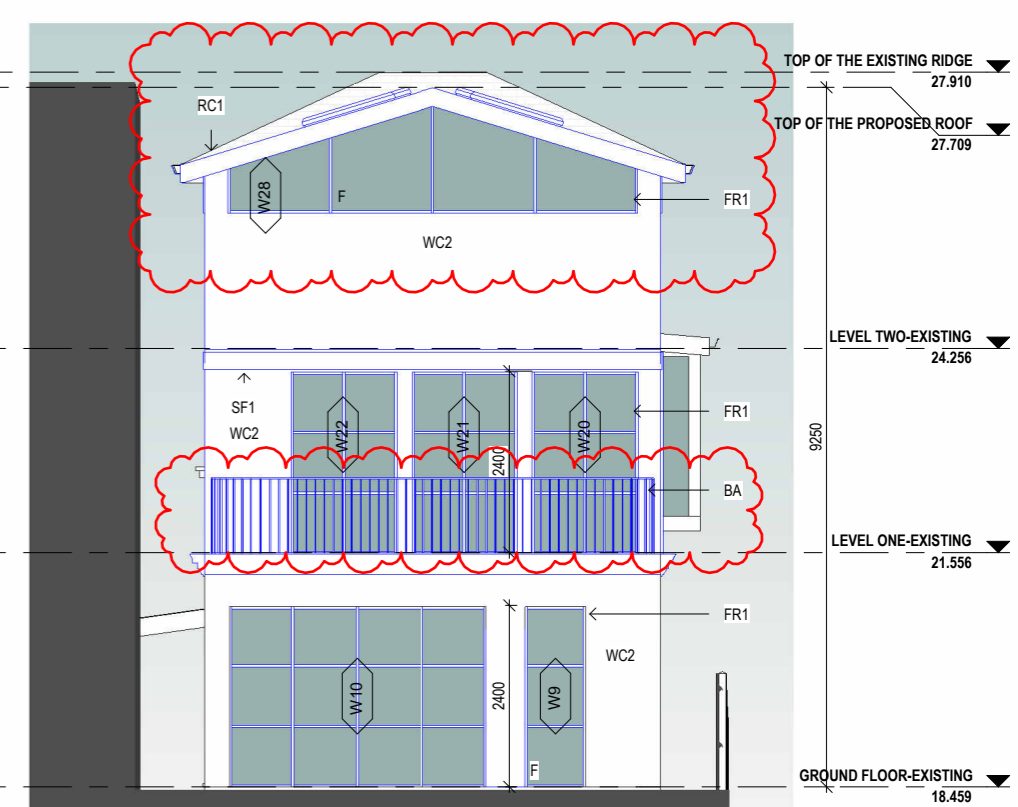 TOP OF THE EXISTING RIDGE
27.910
RC1
TOP OF THE PROPOSED ROOF
27.709
W28
F
FR1
WC2
LEVEL TWO-EXISTING
24.256
SF1
WC2
W22
W21
W20
FR1
9250
2400
BA
LEVEL ONE-EXISTING
21.556
FR1
WC2
W10
2400
W9
F
GROUND FLOOR-EXISTING
18.459